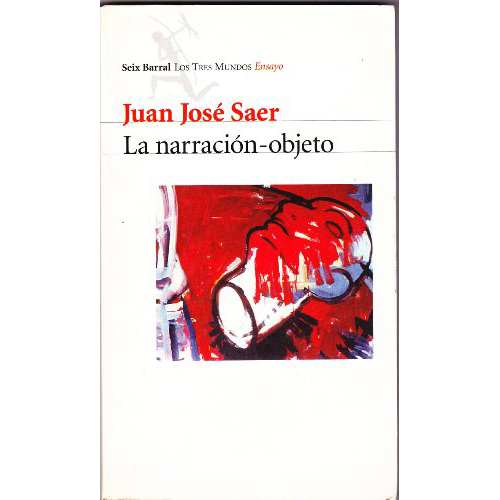 Seix Barral LOS TRES MUNDOS Ensayo
Juan José Saer
La narración-objeto